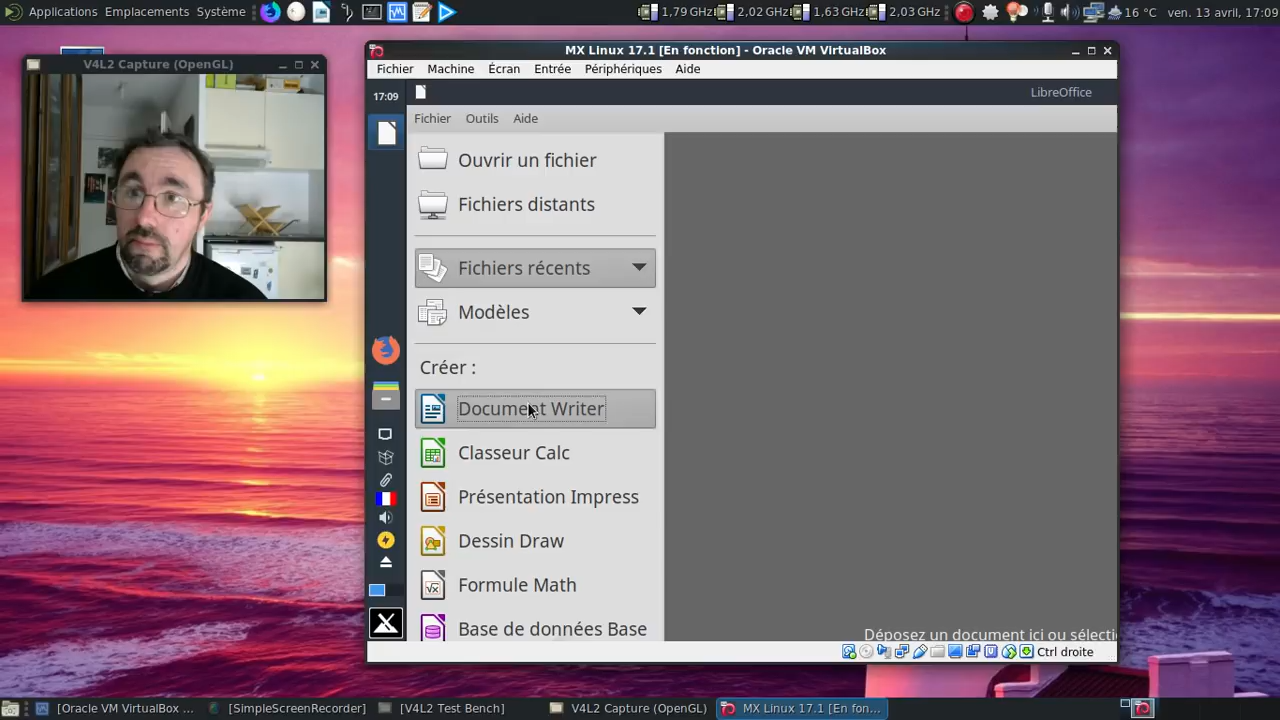 Applications Emplacements Système
1,79 GHz 2,02 GHz 1,63 GHz 2,03 GHz 16 °C ven. 13 avril, 17:09
V4L2 Capture (OpenGL)
MX Linux 17.1 [En fonction] - Oracle VM VirtualBox
Fichier Machine Écran Entrée Périphériques Aide
17:09
LibreOffice
Fichier Outils Aide
Ouvrir un fichier
Fichiers distants
Fichiers récents
Modèles
Créer :
Document Writer
Classeur Calc
Présentation Impress
Dessin Draw
Formule Math
Base de données Base
Déposez un document ici ou sélecti
Ctrl droite
[Oracle VM VirtualBox ... [SimpleScreenRecorder] [V4L2 Test Bench] V4L2 Capture (OpenGL) MX Linux 17.1 [En fon...